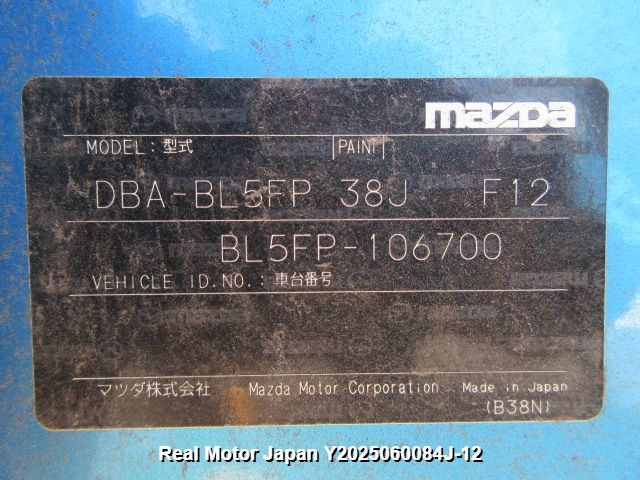 mazda
MODEL: 型式 PAINT
DBA-BL5FP 38J F12
BL5FP-106700
VEHICLE ID.NO.: 車台番号
マツダ株式会社 Mazda Motor Corporation Made in Japan
(B38N)
Real Motor Japan Y2025060084J-12